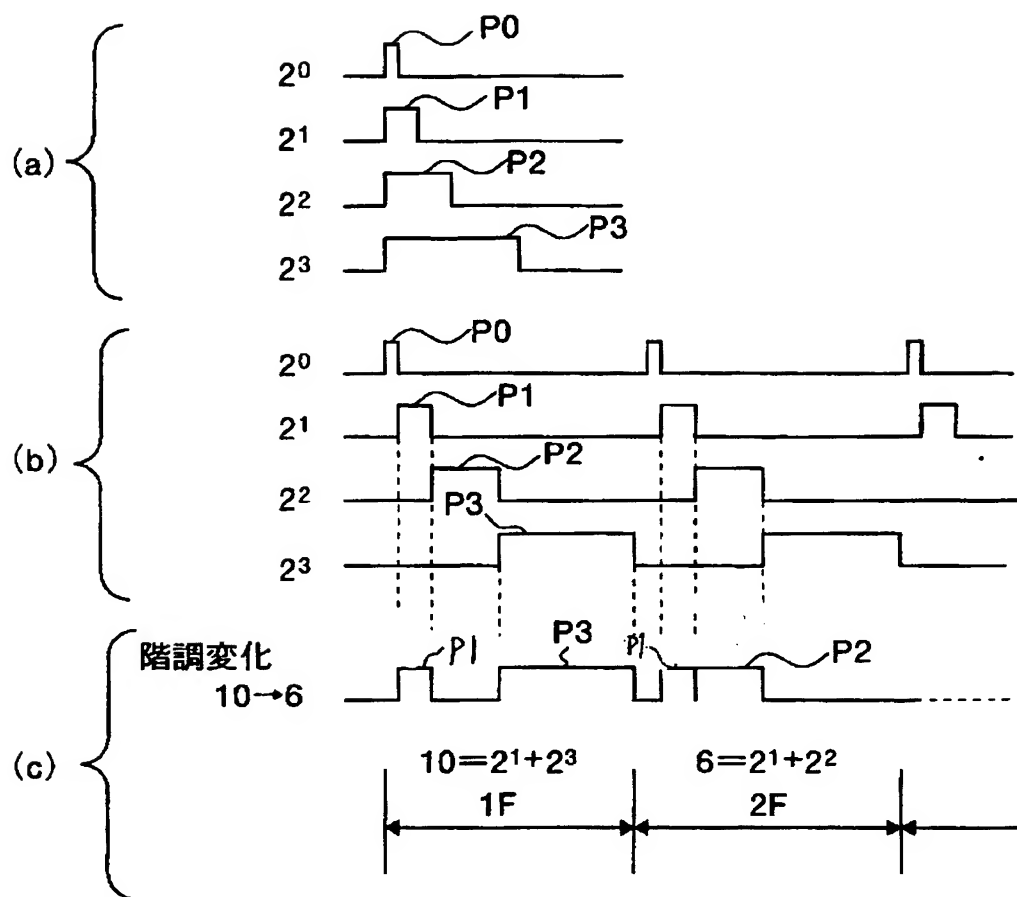 (a)
P0
2⁰
P1
2¹
P2
2²
P3
2³
(b)
P0
2⁰
P1
2¹
P2
2²
P3
2³
(c)
階調変化
10→6
P1
P3
P1
P2
10=2¹+2³
6=2¹+2²
1F
2F